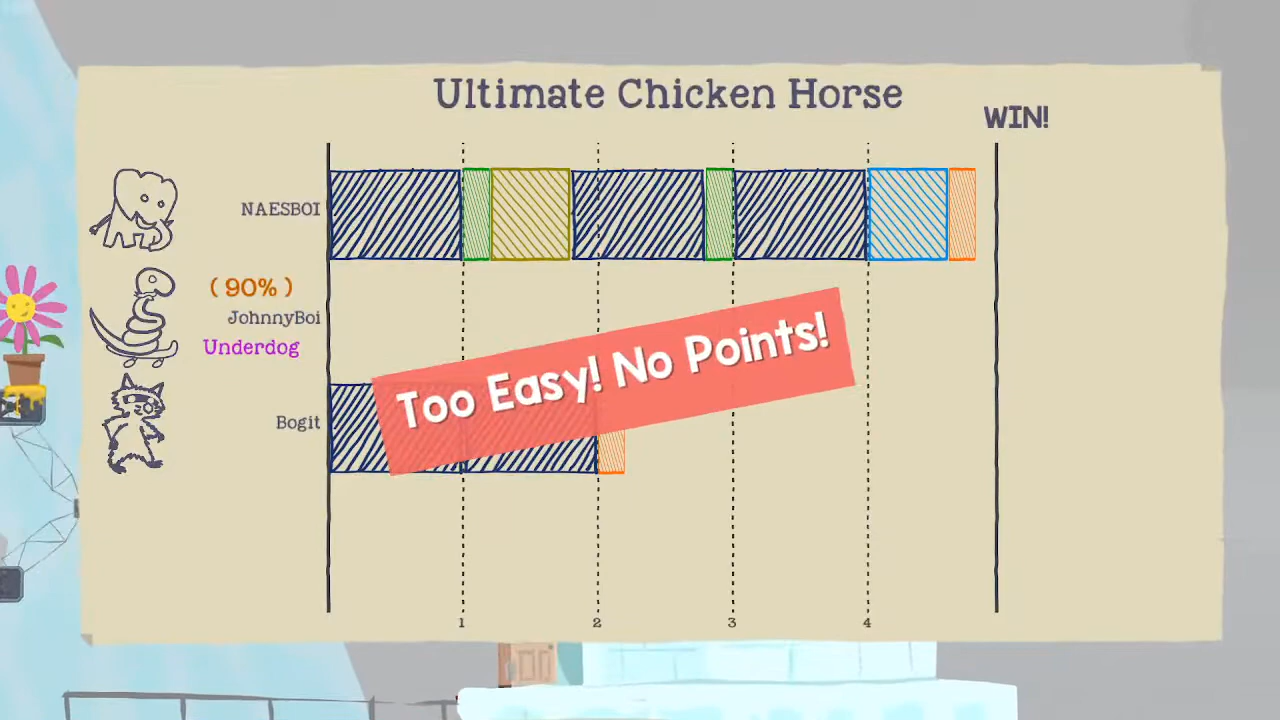 Ultimate Chicken Horse
WIN!
NAESBOI
( 90% )
JohnnyBoi
Underdog
Too Easy! No Points!
Bogit
1 2 3 4